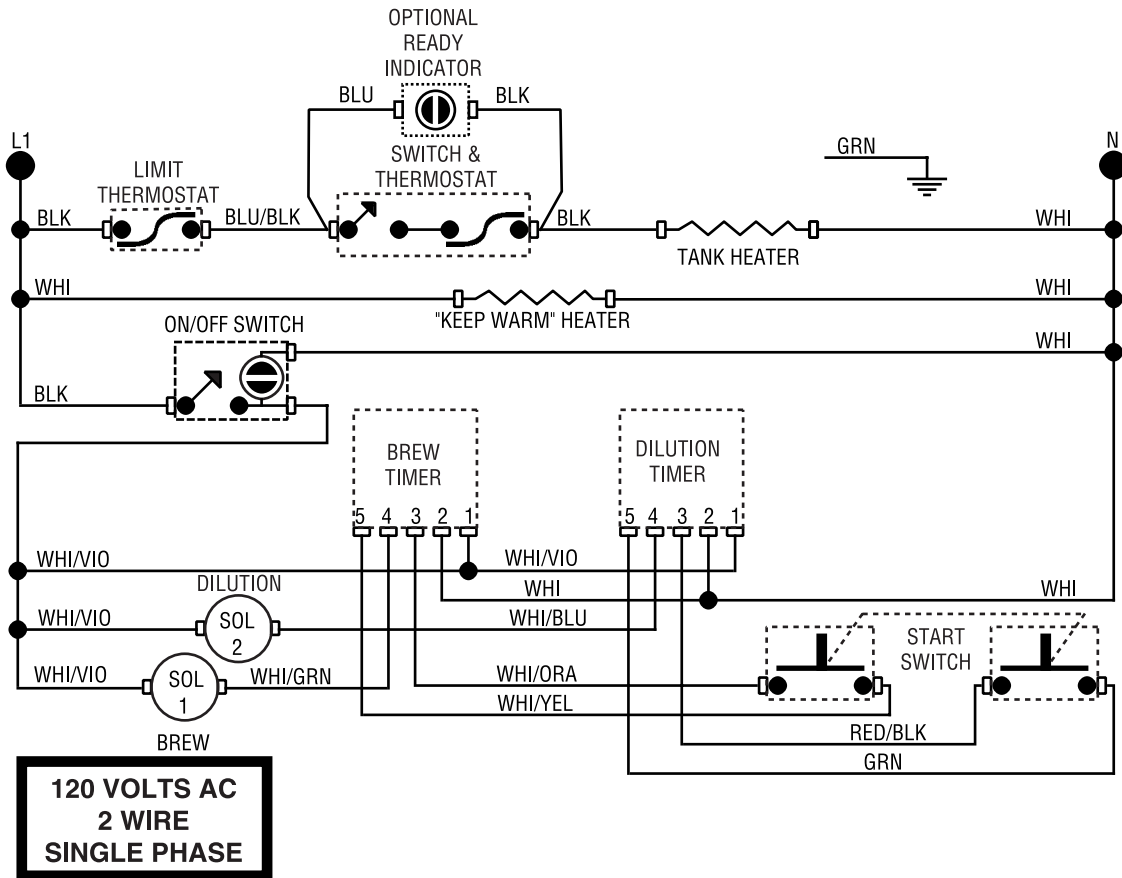 OPTIONAL
READY
INDICATOR
BLU
BLK
L1
N
GRN
LIMIT
THERMOSTAT
SWITCH &
THERMOSTAT
BLK
BLU/BLK
BLK
WHI
TANK HEATER
WHI
WHI
"KEEP WARM" HEATER
ON/OFF SWITCH
WHI
BLK
BREW
TIMER
DILUTION
TIMER
5 4 3 2 1
5 4 3 2 1
WHI/VIO
WHI/VIO
DILUTION
WHI
WHI
WHI/VIO
SOL
2
WHI/BLU
START
SWITCH
WHI/VIO
SOL
1
WHI/GRN
WHI/ORA
WHI/YEL
BREW
RED/BLK
GRN
120 VOLTS AC
2 WIRE
SINGLE PHASE